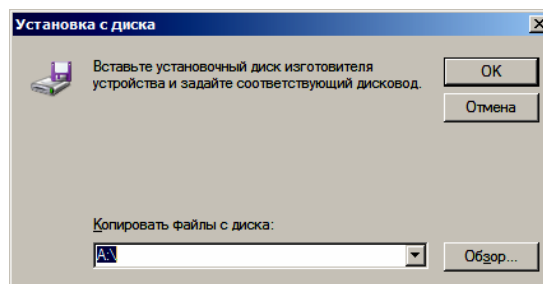 Установка с диска
Вставьте установочный диск изготовителя
устройства и задайте соответствующий дисковод.
OK
Отмена
Копировать файлы с диска:
A:\
Обзор...